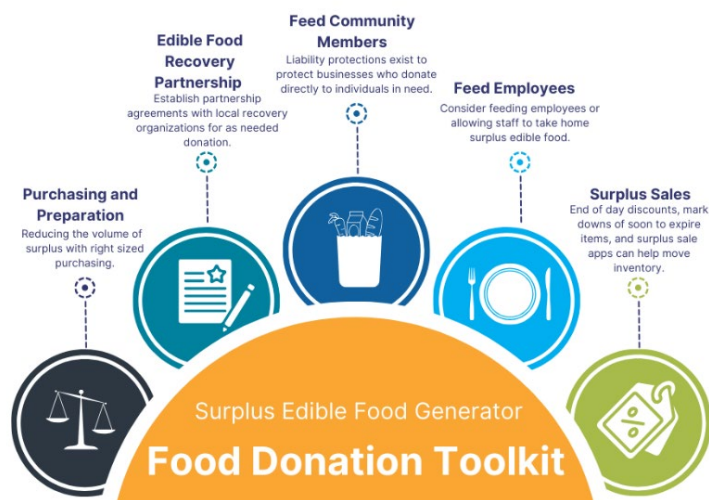 Purchasing and
Preparation
Reducing the volume of
surplus with right sized
purchasing.
Edible Food
Recovery
Partnership
Establish partnership
agreements with local recovery
organizations for as needed
donation.
Feed Community
Members
Liability protections exist to
protect businesses who donate
directly to individuals in need.
Feed Employees
Consider feeding employees or
allowing staff to take home
surplus edible food.
Surplus Sales
End of day discounts, mark
downs of soon to expire
items, and surplus sale
apps can help move
inventory.
%
Surplus Edible Food Generator
Food Donation Toolkit